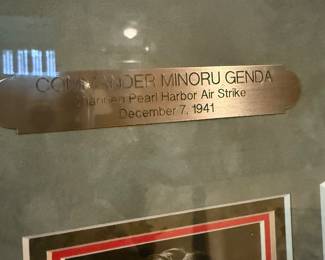 COMMANDER MINORU GENDA
Planned Pearl Harbor Air Strike
December 7, 1941